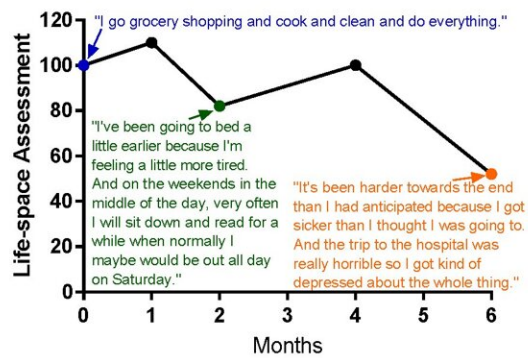 120
"I go grocery shopping and cook and clean and do everything."
100
80
60
40
20
0
Life-space Assessment
"I've been going to bed a
little earlier because I'm
feeling a little more tired.
And on the weekends in the
middle of the day, very often
I will sit down and read for a
while when normally I
maybe would be out all day
on Saturday."
"It's been harder towards the end
than I had anticipated because I got
sicker than I thought I was going to.
And the trip to the hospital was
really horrible so I got kind of
depressed about the whole thing."
0 1 2 3 4 5 6
Months